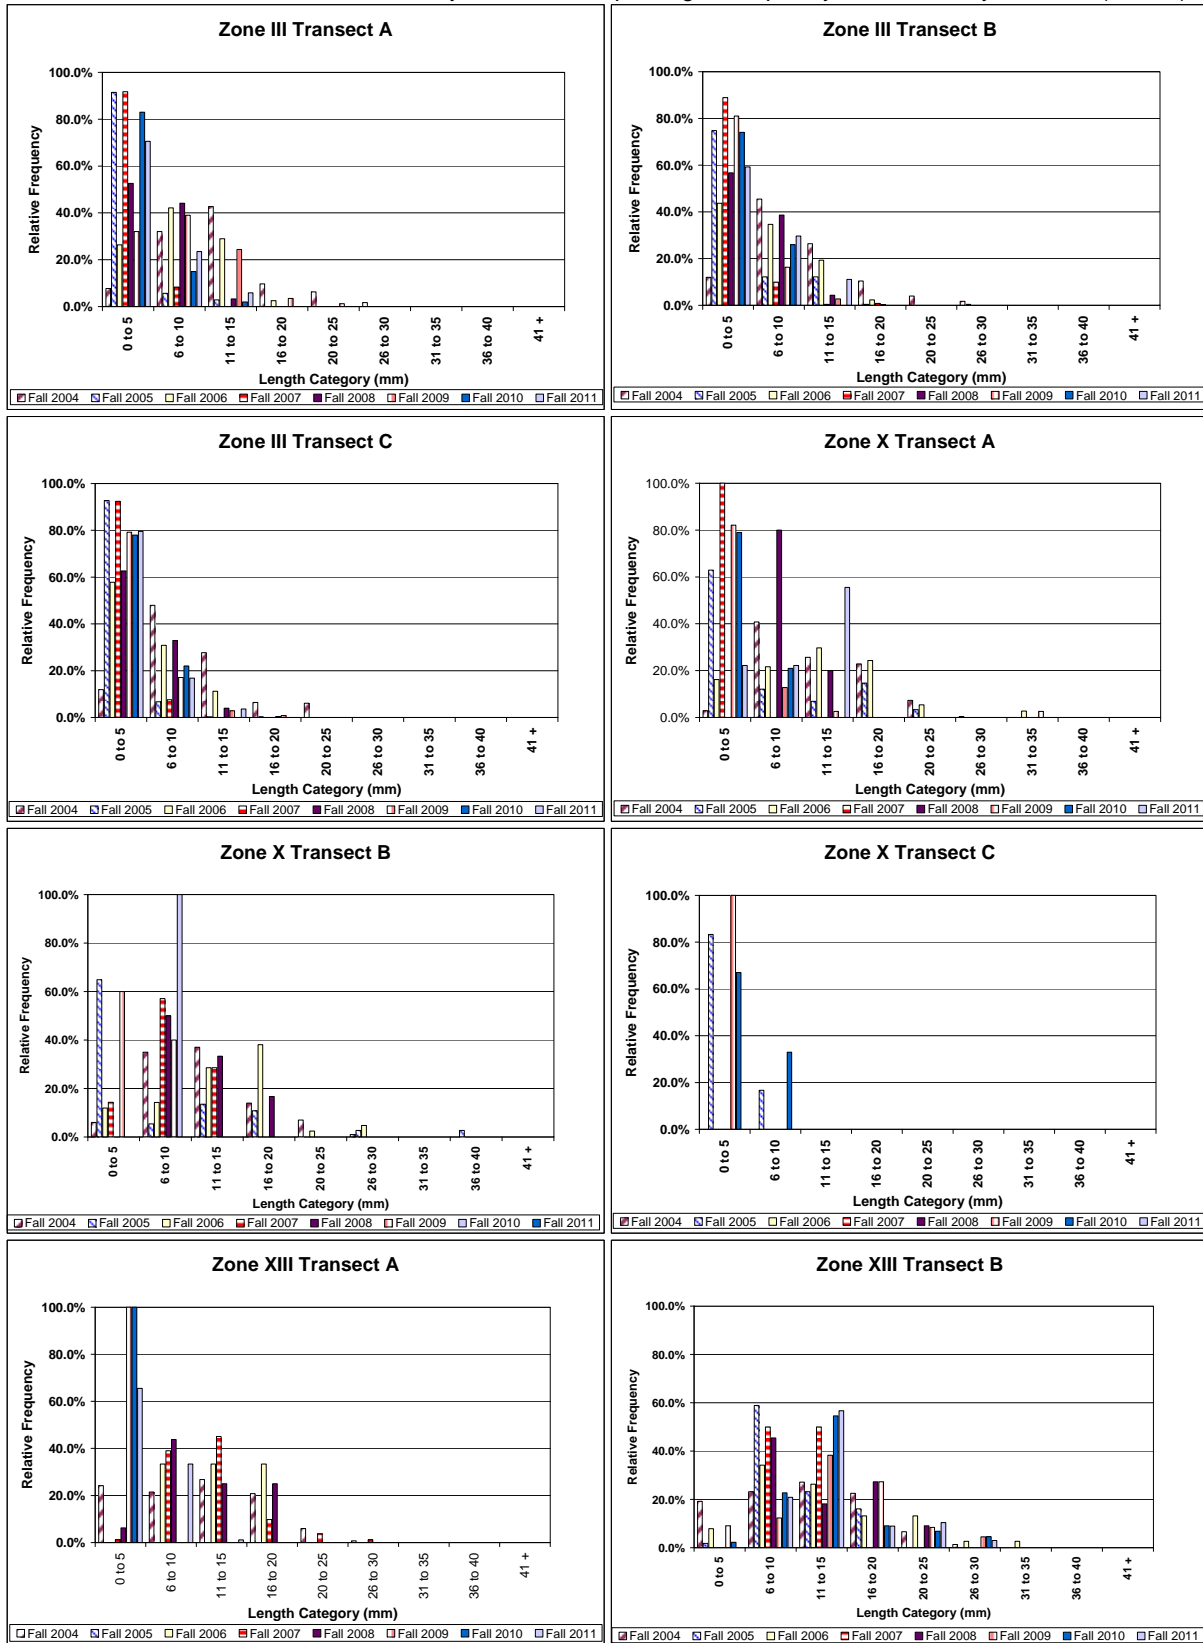 Zone III Transect A
100.0%
80.0%
60.0%
40.0%
20.0%
0.0%
Relative Frequency
0 to 5
6 to 10
11 to 15
16 to 20
20 to 25
26 to 30
31 to 35
36 to 40
41 +
Length Category (mm)
Fall 2004 Fall 2005 Fall 2006 Fall 2007 Fall 2008 Fall 2009 Fall 2010 Fall 2011
Zone III Transect B
100.0%
80.0%
60.0%
40.0%
20.0%
0.0%
Relative Frequency
0 to 5
6 to 10
11 to 15
16 to 20
20 to 25
26 to 30
31 to 35
36 to 40
41 +
Length Category (mm)
Fall 2004 Fall 2005 Fall 2006 Fall 2007 Fall 2008 Fall 2009 Fall 2010 Fall 2011
Zone III Transect C
100.0%
80.0%
60.0%
40.0%
20.0%
0.0%
Relative Frequency
0 to 5
6 to 10
11 to 15
16 to 20
20 to 25
26 to 30
31 to 35
36 to 40
41 +
Length Category (mm)
Fall 2004 Fall 2005 Fall 2006 Fall 2007 Fall 2008 Fall 2009 Fall 2010 Fall 2011
Zone X Transect A
100.0%
80.0%
60.0%
40.0%
20.0%
0.0%
Relative Frequency
0 to 5
6 to 10
11 to 15
16 to 20
20 to 25
26 to 30
31 to 35
36 to 40
41 +
Length Category (mm)
Fall 2004 Fall 2005 Fall 2006 Fall 2007 Fall 2008 Fall 2009 Fall 2010 Fall 2011
Zone X Transect B
100.0%
80.0%
60.0%
40.0%
20.0%
0.0%
Relative Frequency
0 to 5
6 to 10
11 to 15
16 to 20
20 to 25
26 to 30
31 to 35
36 to 40
41 +
Length Category (mm)
Fall 2004 Fall 2005 Fall 2006 Fall 2007 Fall 2008 Fall 2009 Fall 2010 Fall 2011
Zone X Transect C
100.0%
80.0%
60.0%
40.0%
20.0%
0.0%
Relative Frequency
0 to 5
6 to 10
11 to 15
16 to 20
20 to 25
26 to 30
31 to 35
36 to 40
41 +
Length Category (mm)
Fall 2004 Fall 2005 Fall 2006 Fall 2007 Fall 2008 Fall 2009 Fall 2010 Fall 2011
Zone XIII Transect A
100.0%
80.0%
60.0%
40.0%
20.0%
0.0%
Relative Frequency
0 to 5
6 to 10
11 to 15
16 to 20
20 to 25
26 to 30
31 to 35
36 to 40
41 +
Length Category (mm)
Fall 2004 Fall 2005 Fall 2006 Fall 2007 Fall 2008 Fall 2009 Fall 2010 Fall 2011
Zone XIII Transect B
100.0%
80.0%
60.0%
40.0%
20.0%
0.0%
Relative Frequency
0 to 5
6 to 10
11 to 15
16 to 20
20 to 25
26 to 30
31 to 35
36 to 40
41 +
Length Category (mm)
Fall 2004 Fall 2005 Fall 2006 Fall 2007 Fall 2008 Fall 2009 Fall 2010 Fall 2011